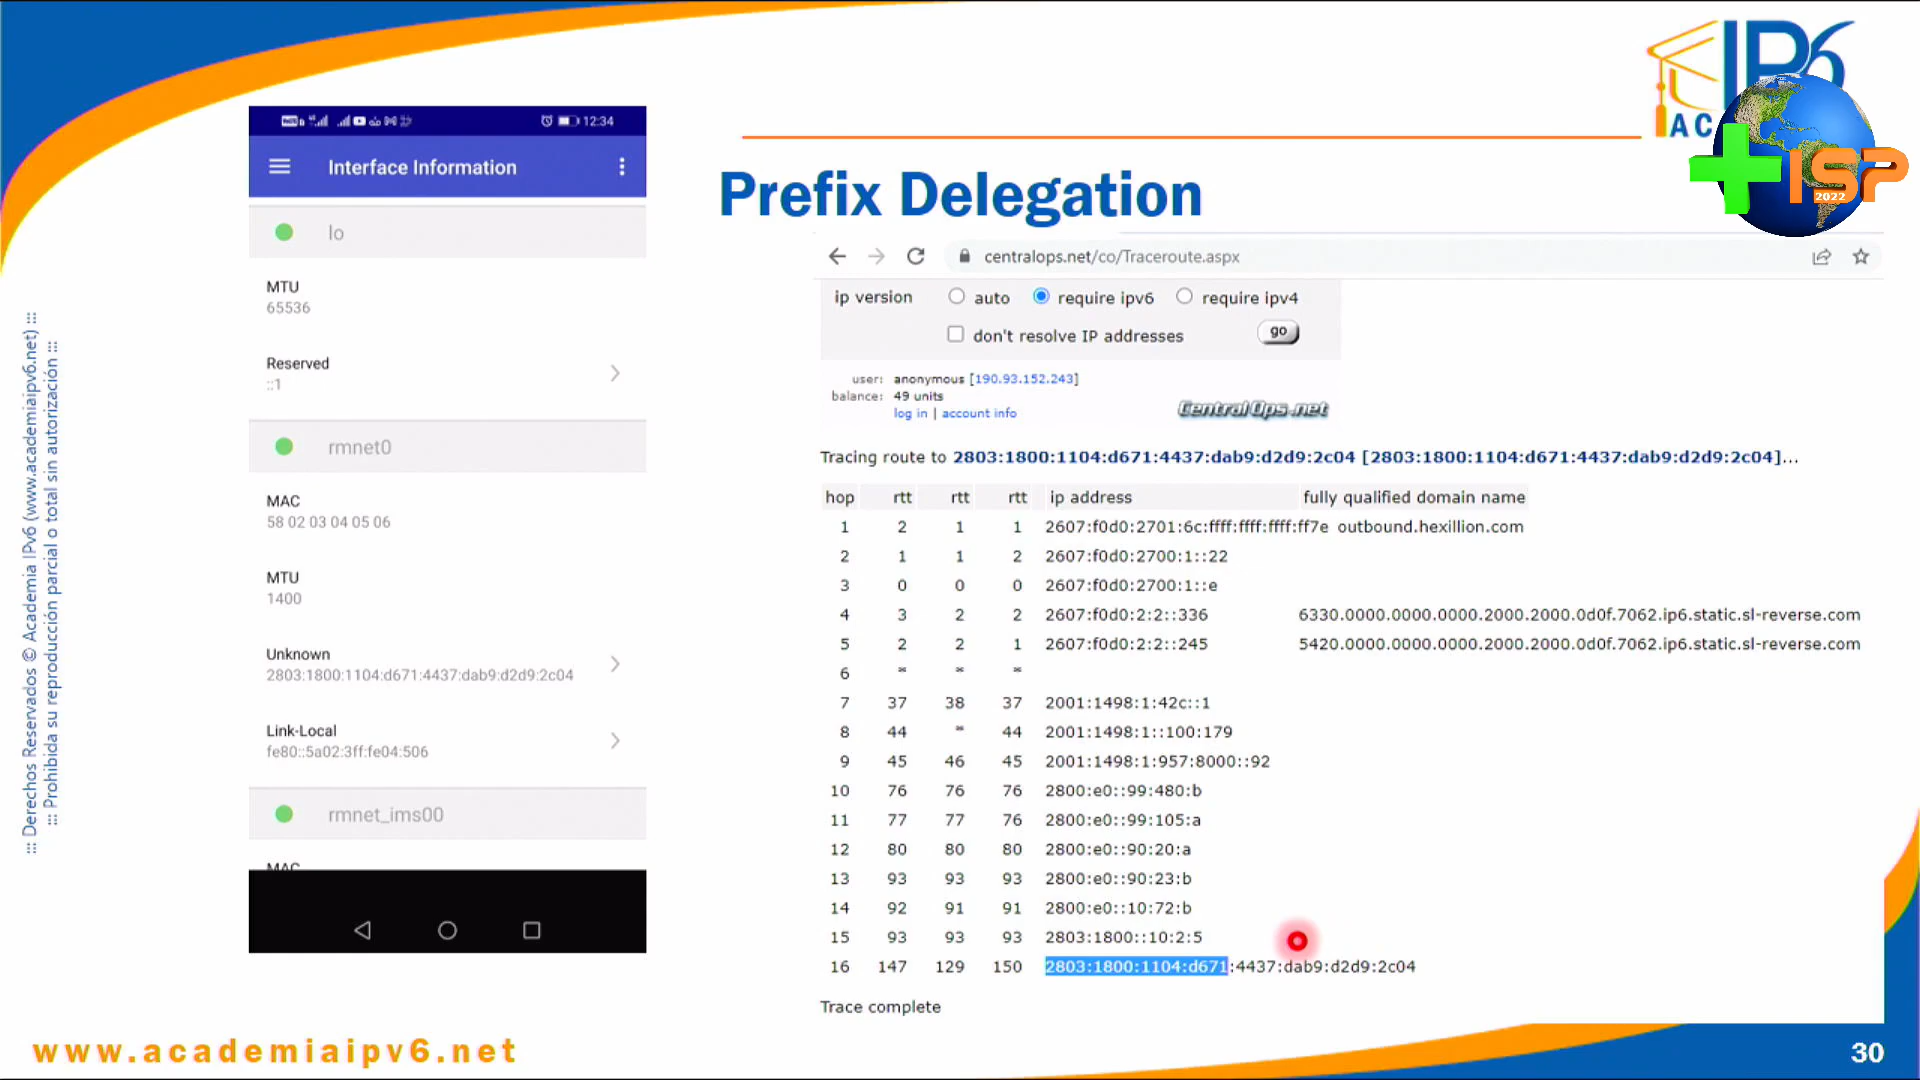 IP6
AC
+ISP
2022
::: Derechos Reservados © Academia IPv6 (www.academiaipv6.net) :::
::: Prohibida su reproducción parcial o total sin autorización :::
12:34
Interface Information
lo
MTU
65536
Reserved
::1
rmnet0
MAC
58 02 03 04 05 06
MTU
1400
Unknown
2803:1800:1104:d671:4437:dab9:d2d9:2c04
Link-Local
fe80::5a02:3ff:fe04:506
rmnet_ims00
MAC
Prefix Delegation
centralops.net/co/Traceroute.aspx
ip version auto require ipv6 require ipv4
don't resolve IP addresses go
user: anonymous [190.93.152.243]
balance: 49 units
log in | account info
CentralOps.net
Tracing route to 2803:1800:1104:d671:4437:dab9:d2d9:2c04 [2803:1800:1104:d671:4437:dab9:d2d9:2c04]...
hop rtt rtt rtt ip address fully qualified domain name
1 2 1 1 2607:f0d0:2701:6c:ffff:ffff:ffff:ff7e outbound.hexillion.com
2 1 1 2 2607:f0d0:2700:1::22
3 0 0 0 2607:f0d0:2700:1::e
4 3 2 2 2607:f0d0:2:2::336 6330.0000.0000.0000.2000.2000.0d0f.7062.ip6.static.sl-reverse.com
5 2 2 1 2607:f0d0:2:2::245 5420.0000.0000.0000.2000.2000.0d0f.7062.ip6.static.sl-reverse.com
6 * * *
7 37 38 37 2001:1498:1:42c::1
8 44 * 44 2001:1498:1::100:179
9 45 46 45 2001:1498:1:957:8000::92
10 76 76 76 2800:e0::99:480:b
11 77 77 76 2800:e0::99:105:a
12 80 80 80 2800:e0::90:20:a
13 93 93 93 2800:e0::90:23:b
14 92 91 91 2800:e0::10:72:b
15 93 93 93 2803:1800::10:2:5
16 147 129 150 2803:1800:1104:d671:4437:dab9:d2d9:2c04
Trace complete
www.academiaipv6.net
30